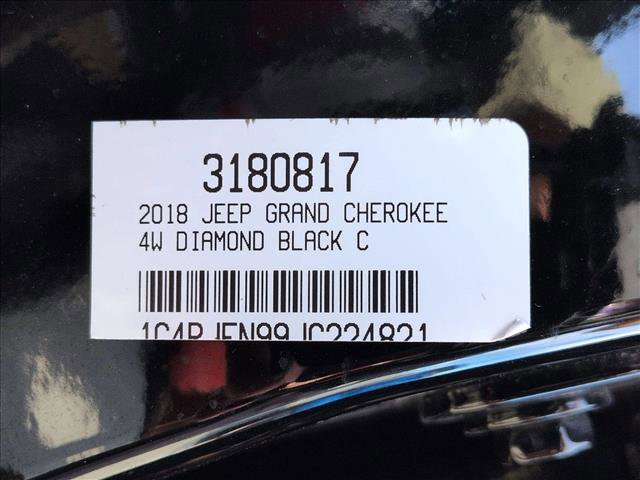 3180817
2018 JEEP GRAND CHEROKEE
4W DIAMOND BLACK C